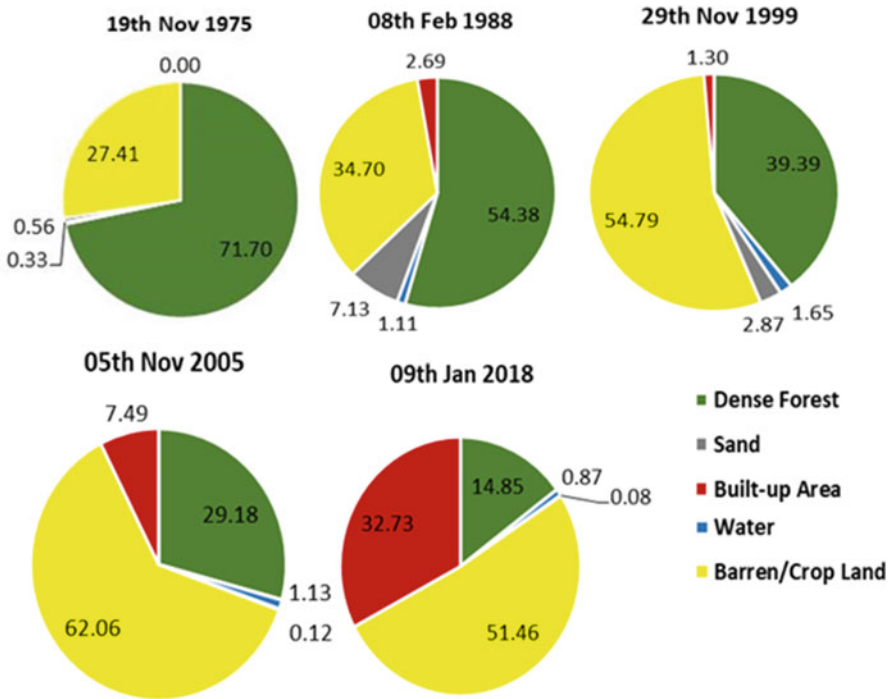 19th Nov 1975
0.00
27.41
0.56
0.33
71.70
08th Feb 1988
2.69
34.70
54.38
7.13
1.11
29th Nov 1999
1.30
39.39
54.79
1.65
2.87
05th Nov 2005
7.49
29.18
1.13
62.06
0.12
09th Jan 2018
14.85
0.87
0.08
32.73
51.46
Dense Forest
Sand
Built-up Area
Water
Barren/Crop Land